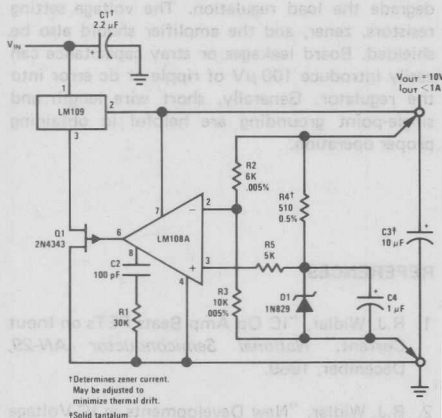 degrade the load regulation. The voltage setting
resistors, zener, and the amplifier should also be
shielded. Board leakages or stray capacitance can
easily introduce 100 μV of ripple or dc error into
the regulator. Generally, short wire length and
single-point grounding are helpful in obtaining
proper operation.
C1†
2.2 μF
VIN
1
LM109
2
3
VOUT = 10V
IOUT < 1A
R2
6K
.005%
R4†
510
0.5%
7
Q1
2N4343
6
LM108A
−
2
C3‡
10 μF
8
C2
100 pF
+
3
R5
5K
4
R1
30K
R3
10K
.005%
D1
1N829
C4
1 μF
REFERENCES
1. R.J. Widlar, "IC Op Amp Beats FETs on Input
Current," National Semiconductor AN-29,
December, 1969.
2. R.J. Widlar, "New Developments in IC Voltage
†Determines zener current.
May be adjusted to
minimize thermal drift.
‡Solid tantalum